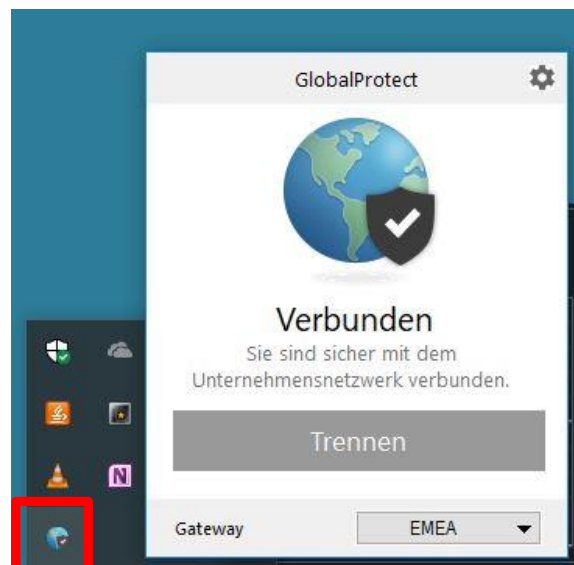 GlobalProtect
Verbunden
Sie sind sicher mit dem
Unternehmensnetzwerk verbunden.
Trennen
Gateway EMEA